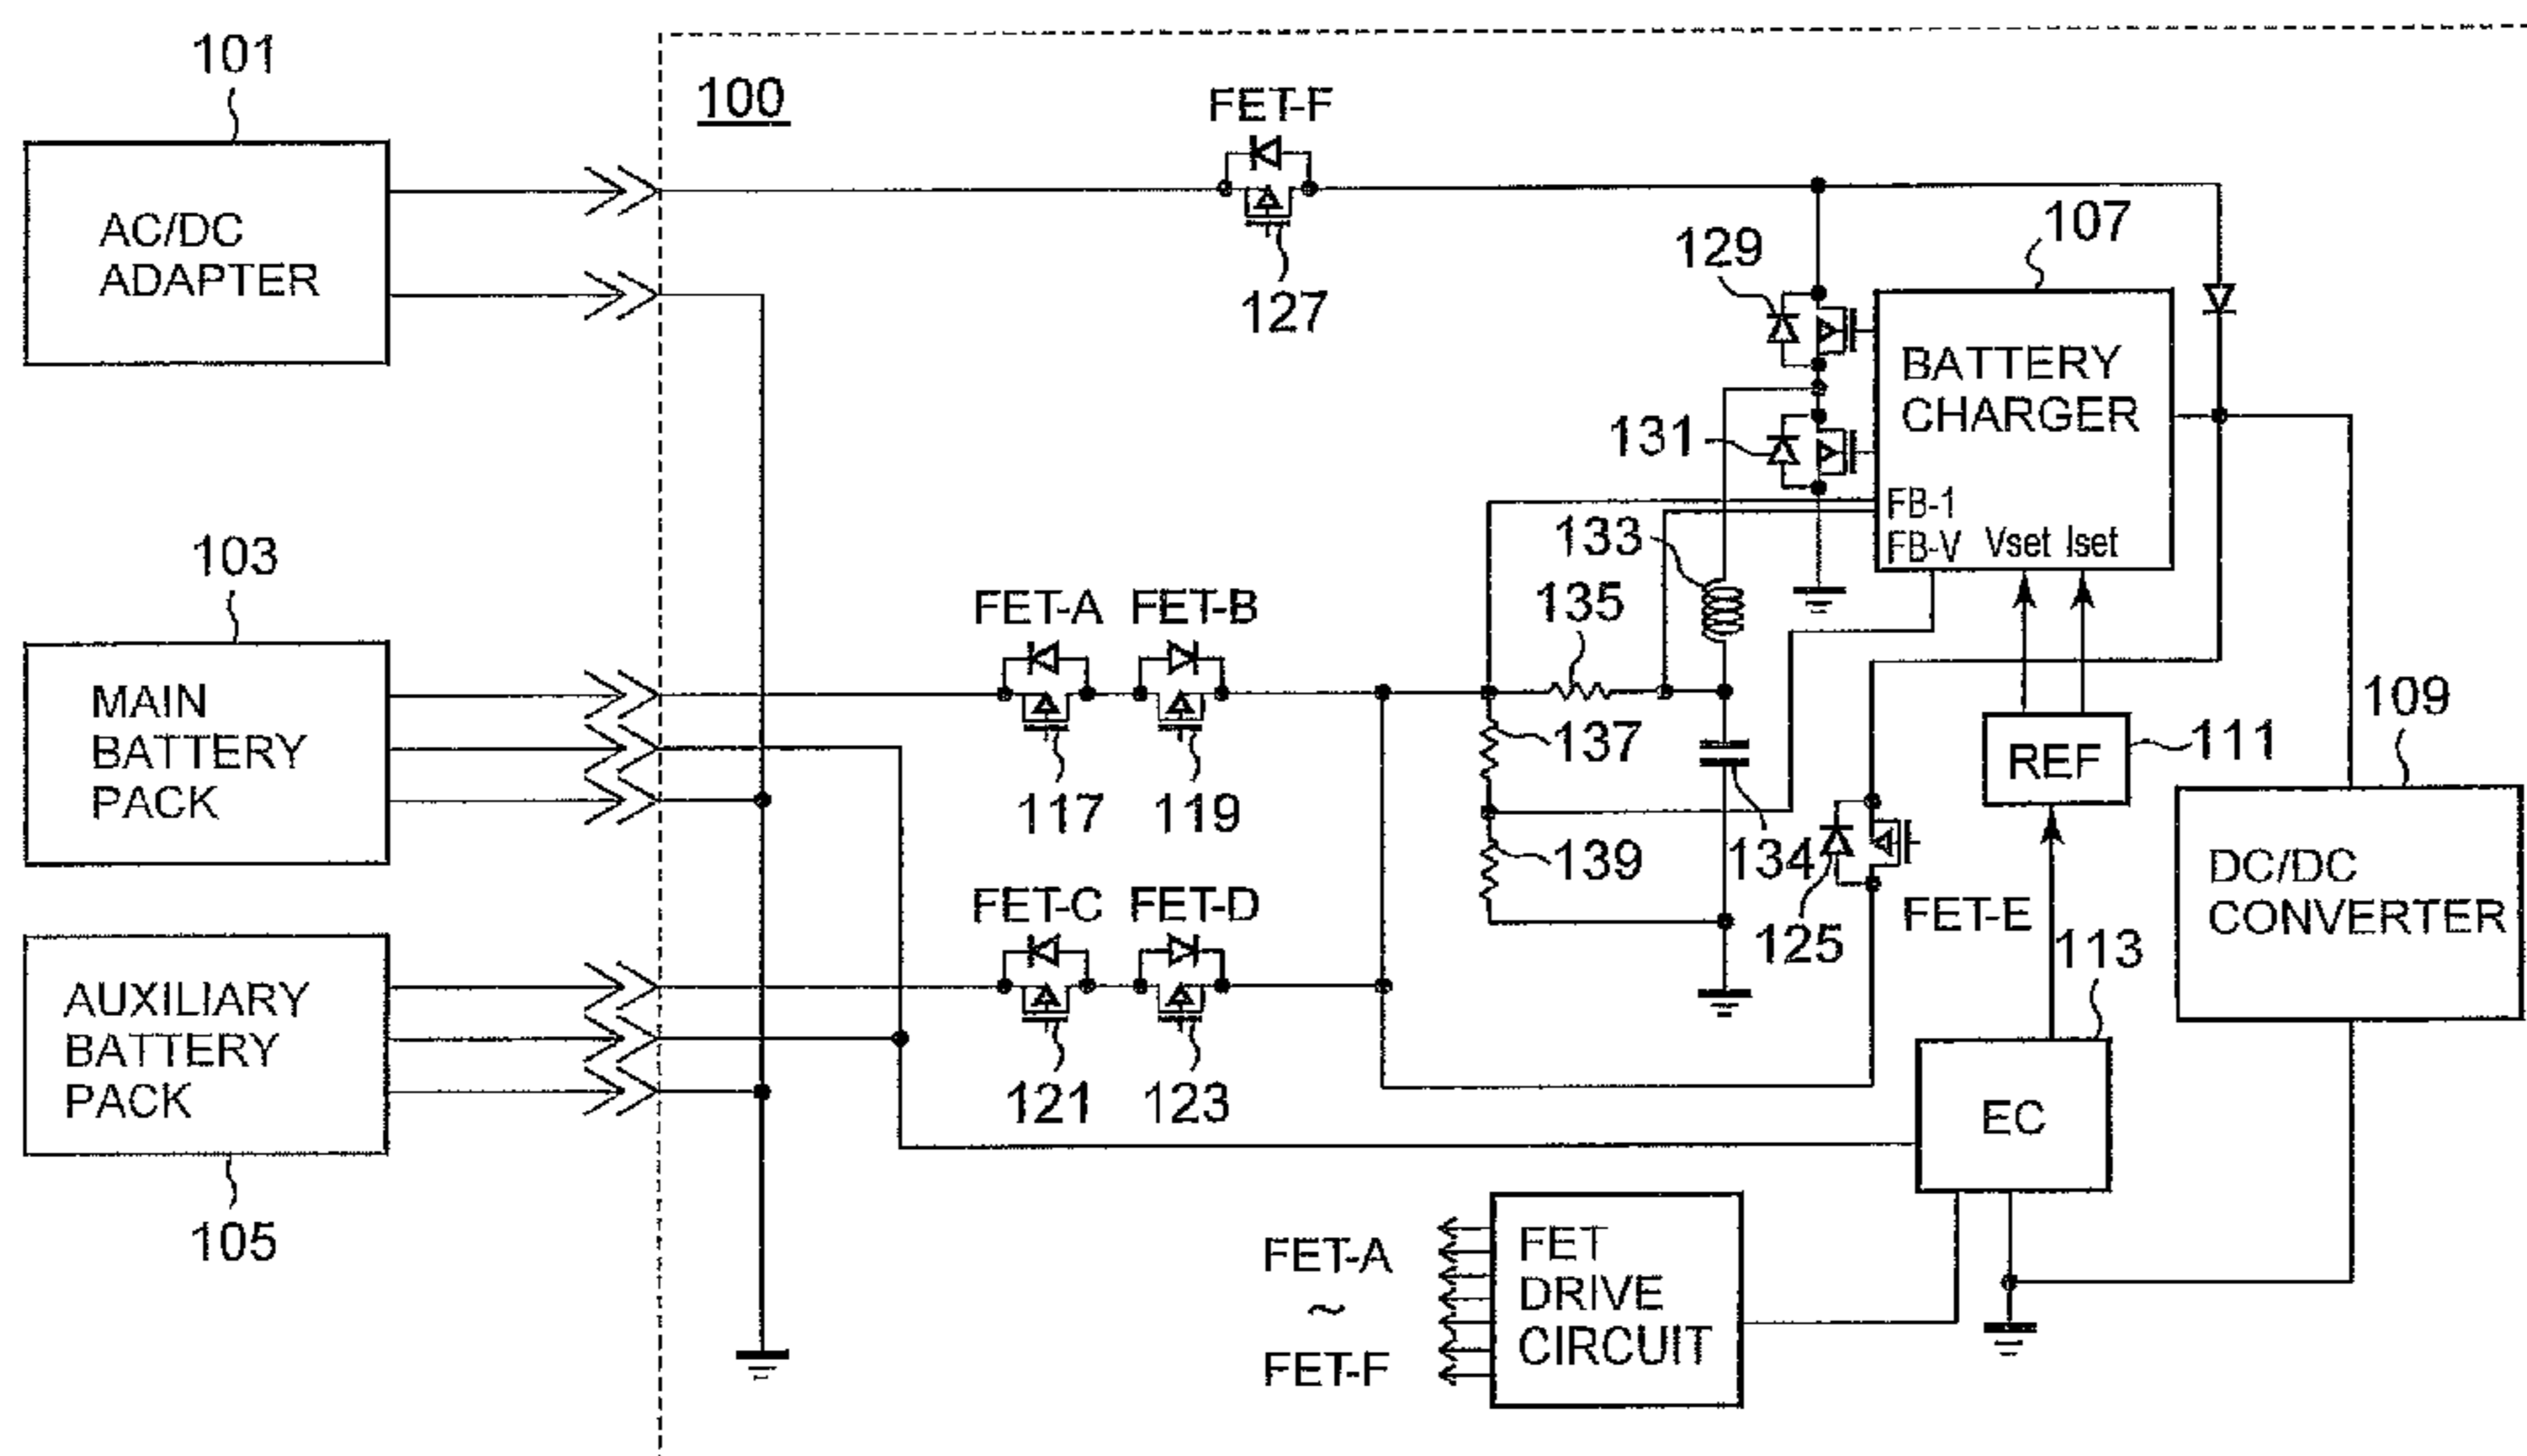 101
100
FET-F
AC/DC
ADAPTER
127
129
107
BATTERY
CHARGER
131
FB-1
FB-V Vset Iset
103
133
FET-A FET-B
135
MAIN
BATTERY
PACK
117
119
137
REF
111
109
139
134
125
FET-E
DC/DC
CONVERTER
FET-C FET-D
113
AUXILIARY
BATTERY
PACK
121
123
EC
105
FET-A
~
FET-F
FET
DRIVE
CIRCUIT